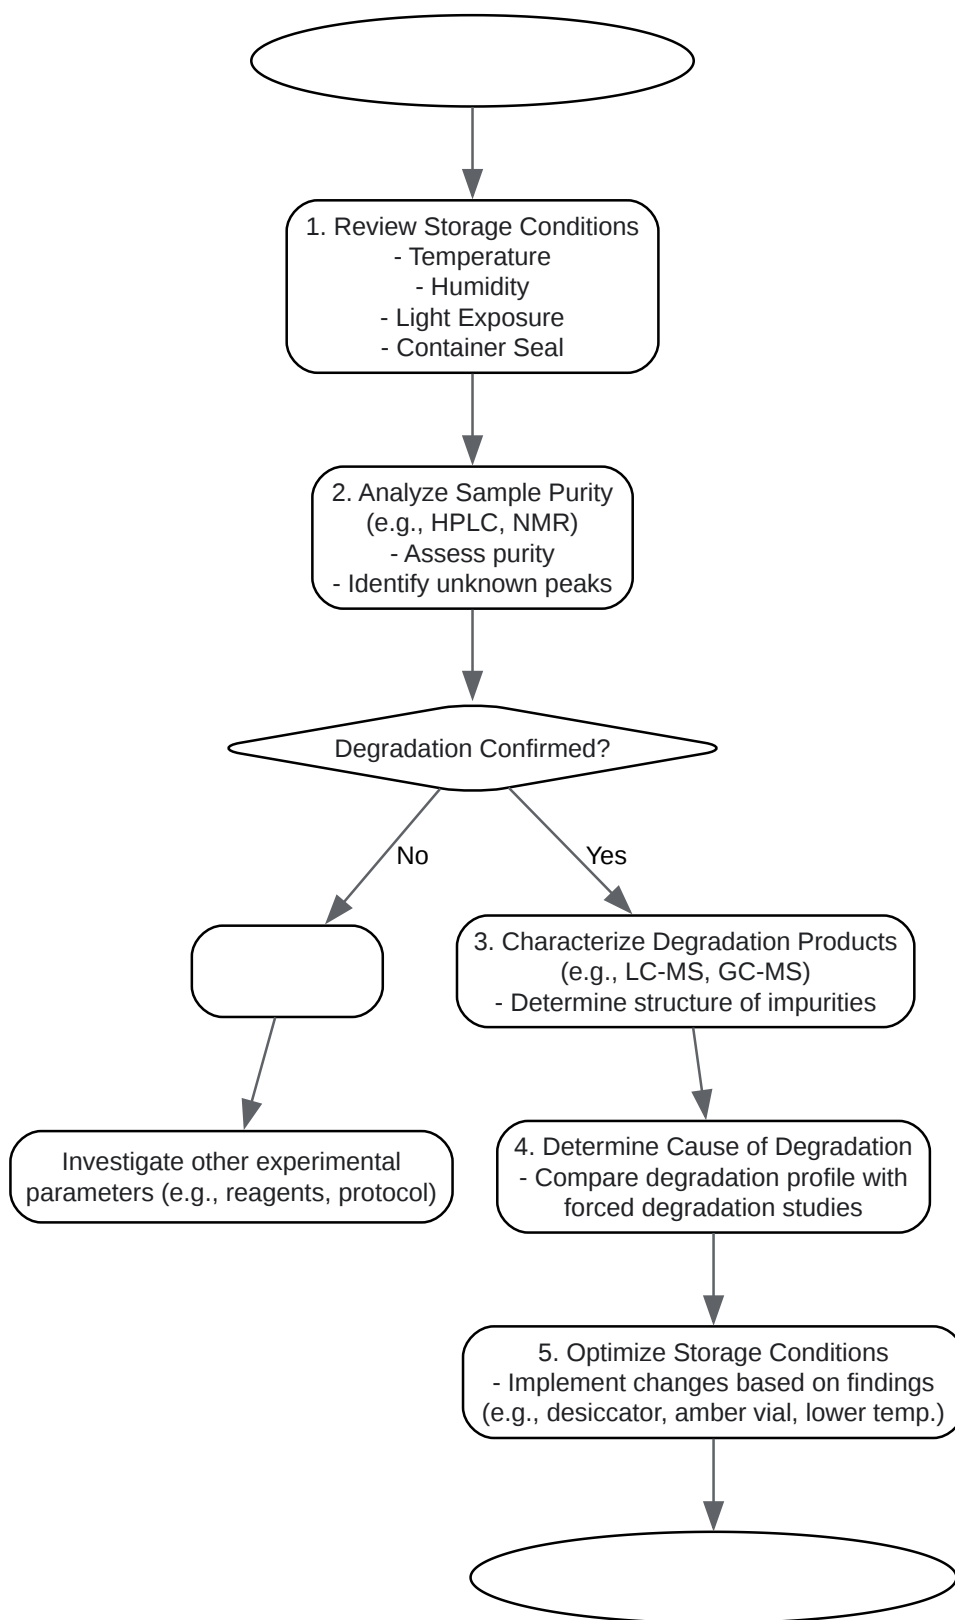 1. Review Storage Conditions
- Temperature
- Humidity
- Light Exposure
- Container Seal
2. Analyze Sample Purity
(e.g., HPLC, NMR)
- Assess purity
- Identify unknown peaks
Degradation Confirmed?
No
Yes
3. Characterize Degradation Products
(e.g., LC-MS, GC-MS)
- Determine structure of impurities
Investigate other experimental
parameters (e.g., reagents, protocol)
4. Determine Cause of Degradation
- Compare degradation profile with
forced degradation studies
5. Optimize Storage Conditions
- Implement changes based on findings
(e.g., desiccator, amber vial, lower temp.)